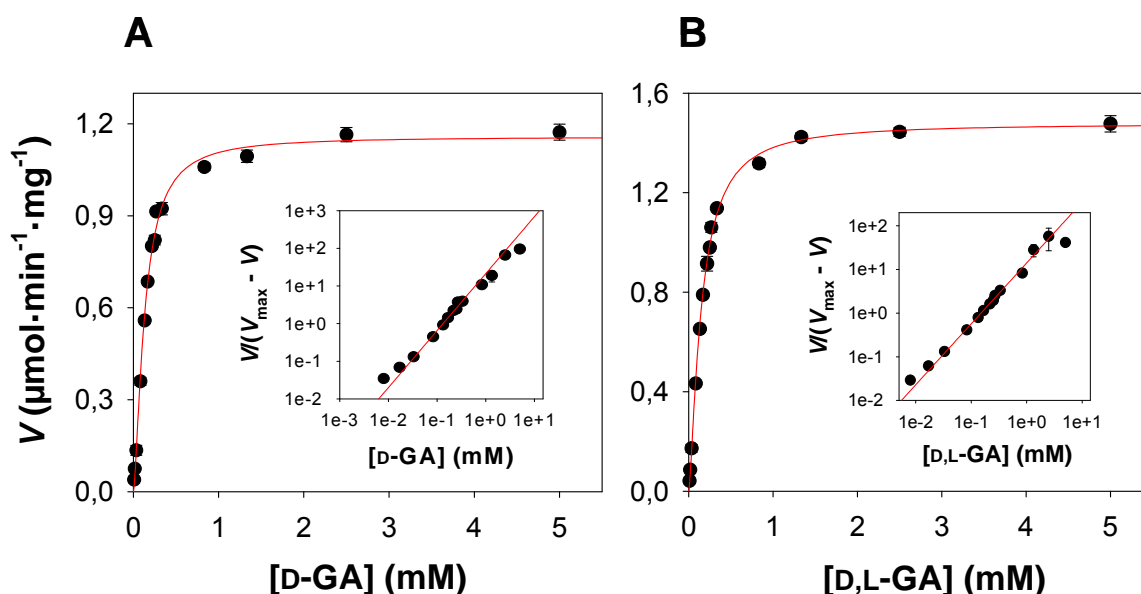 A
V (µmol·min⁻¹·mg⁻¹)
1,2
0,9
0,6
0,3
0,0
0 1 2 3 4 5
[D-GA] (mM)
V/(Vmax - V)
1e+3
1e+2
1e+1
1e+0
1e-1
1e-2
1e-3 1e-2 1e-1 1e+0 1e+1
[D-GA] (mM)
B
1,6
1,2
0,8
0,4
0,0
0 1 2 3 4 5
[D,L-GA] (mM)
V/(Vmax - V)
1e+2
1e+1
1e+0
1e-1
1e-2
1e-2 1e-1 1e+0 1e+1
[D,L-GA] (mM)